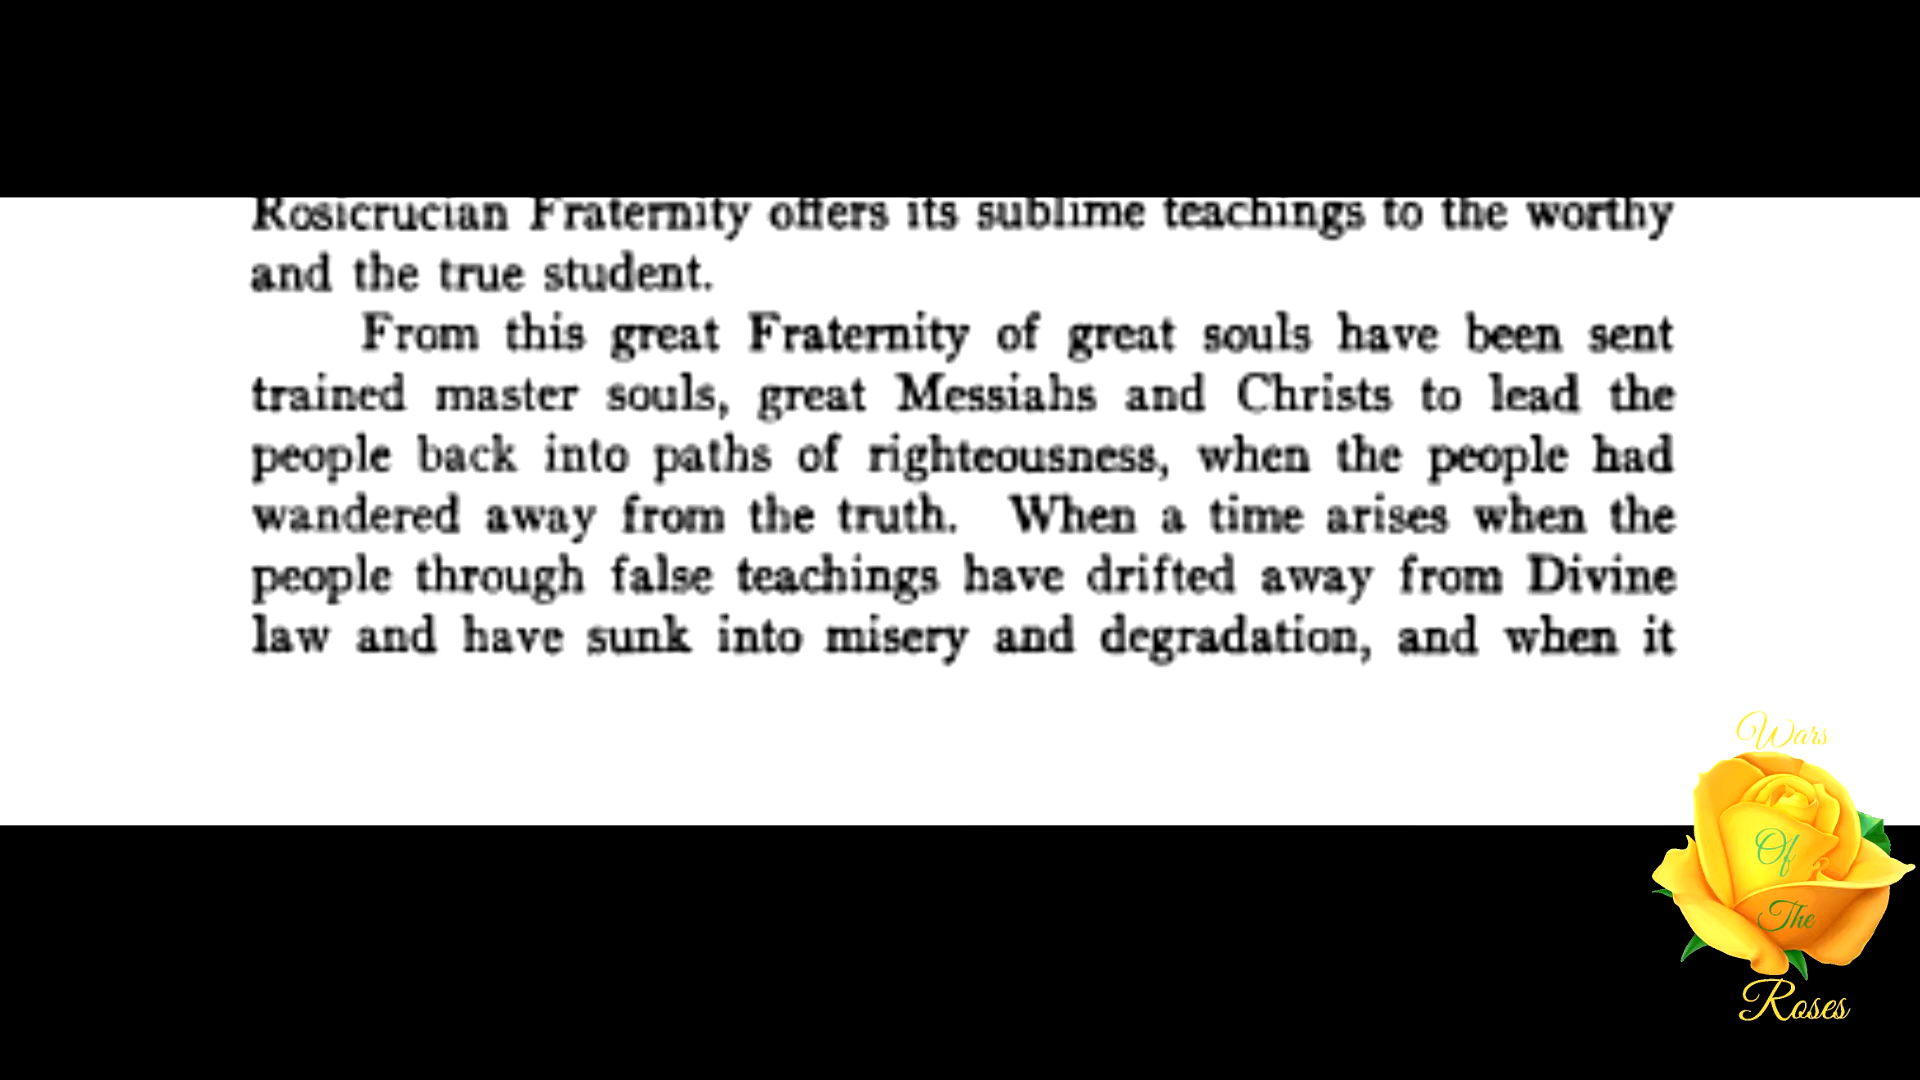 Rosicrucian Fraternity offers its sublime teachings to the worthy
and the true student.
From this great Fraternity of great souls have been sent
trained master souls, great Messiahs and Christs to lead the
people back into paths of righteousness, when the people had
wandered away from the truth. When a time arises when the
people through false teachings have drifted away from Divine
law and have sunk into misery and degradation, and when it
Wars
Of
The
Roses